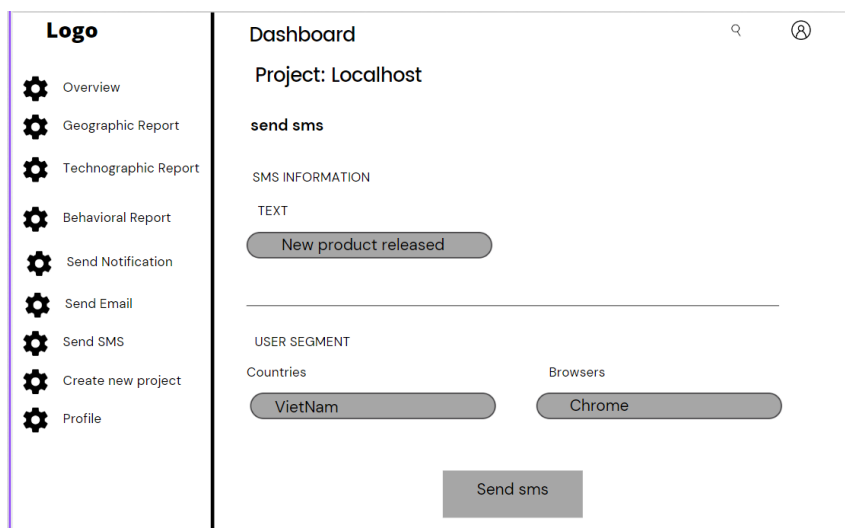 Logo
Overview
Geographic Report
Technographic Report
Behavioral Report
Send Notification
Send Email
Send SMS
Create new project
Profile
Dashboard
Project: Localhost
send sms
SMS INFORMATION
TEXT
New product released
USER SEGMENT
Countries
Browsers
VietNam
Chrome
Send sms